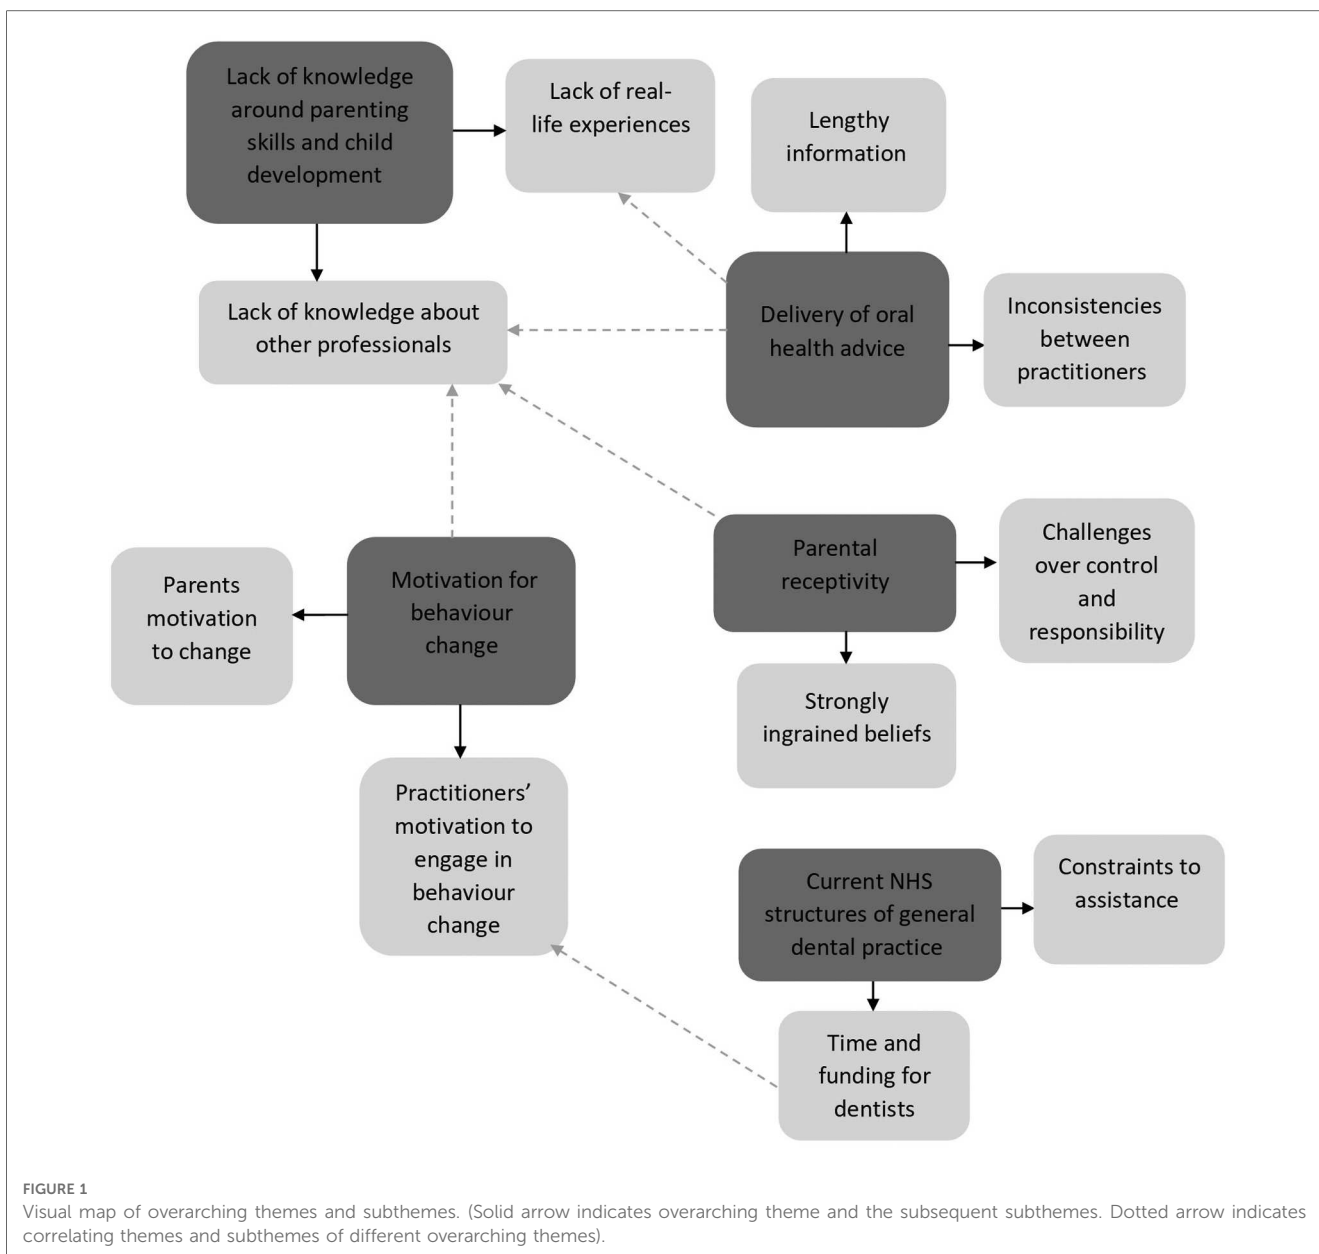 Lack of knowledge
around parenting
skills and child
development
Lack of real-
life experiences
Lengthy
information
Lack of knowledge about
other professionals
Delivery of oral
health advice
Inconsistencies
between
practitioners
Parents
motivation
to change
Motivation for
behaviour
change
Parental
receptivity
Challenges
over control
and
responsibility
Strongly
ingrained beliefs
Practitioners’
motivation to
engage in
behaviour
change
Current NHS
structures of general
dental practice
Constraints to
assistance
Time and
funding for
dentists
FIGURE 1
Visual map of overarching themes and subthemes. (Solid arrow indicates overarching theme and the subsequent subthemes. Dotted arrow indicates
correlating themes and subthemes of different overarching themes).